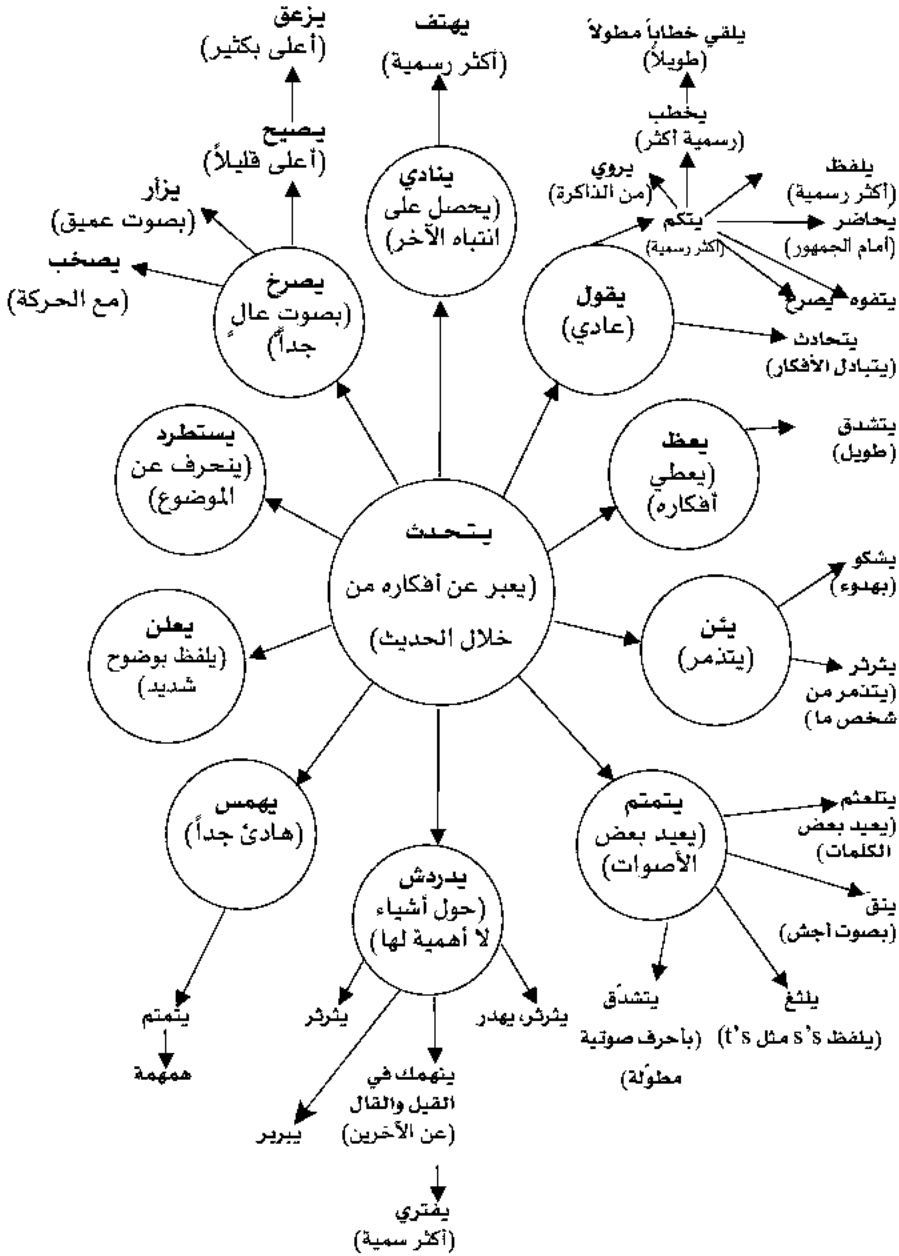 يزعق
(أعلى بكثير)
يصيح
(أعلى قليلاً)
يزأر
(بصوت عميق)
يصخب
(مع الحركة)
يصرخ
(بصوت عالٍ
جداً)
يهتف
(أكثر رسمية)
ينادي
(يحصل على
انتباه الآخر)
يلقي خطاباً مطولاً
(طويلاً)
يخطب
(رسمية أكثر)
يروي
(من الذاكرة)
يلفظ
(أكثر رسمية)
يتكم
(أكثر رسمية)
يحاضر
(أمام الجمهور)
يتفوه
يصرح
يقول
(عادي)
يتحادث
(يتبادل الأفكار)
يعظ
(يعطي
أفكاره)
يتشدق
(طويل)
يستطرد
(ينحرف عن
الموضوع)
يتحدث
(يعبر عن أفكاره من
خلال الحديث)
يئن
(يتذمر)
يشكو
(بهدوء)
يثرثر
(يتذمر من
شخص ما)
يعلن
(يلفظ بوضوح
شديد)
يهمس
(هادئ جداً)
يتمتم
همهمة
يدردش
(حول أشياء
لا أهمية لها)
يثرثر
يثرثر، يهدر
يبربر
ينهمك في
القيل والقال
(عن الآخرين)
يفتري
(أكثر سمية)
يتمتم
(يعيد بعض
الأصوات)
يتلعثم
(يعيد بعض
الكلمات)
ينق
(بصوت أجش)
يلثغ
(يلفظ s's مثل t's)
يتشدّق
(بأحرف صوتية
مطوّلة)